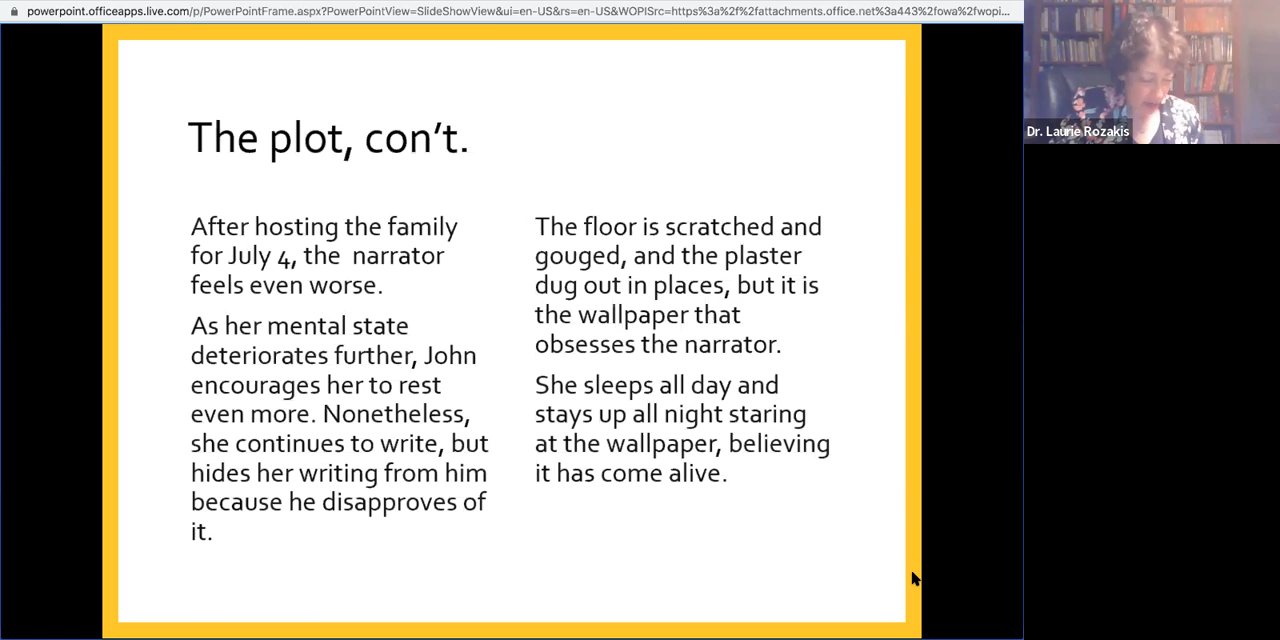 powerpoint.officeapps.live.com/p/PowerPointFrame.aspx?PowerPointView=SlideShowView&ui=en-US&rs=en-US&WOPISrc=https%3a%2f%2fattachments.office.net%3a443%2fowa%2fwopi...
Dr. Laurie Rozakis
The plot, con’t.
After hosting the family
for July 4, the  narrator
feels even worse.
As her mental state
deteriorates further, John
encourages her to rest
even more. Nonetheless,
she continues to write, but
hides her writing from him
because he disapproves of
it.
The floor is scratched and
gouged, and the plaster
dug out in places, but it is
the wallpaper that
obsesses the narrator.
She sleeps all day and
stays up all night staring
at the wallpaper, believing
it has come alive.